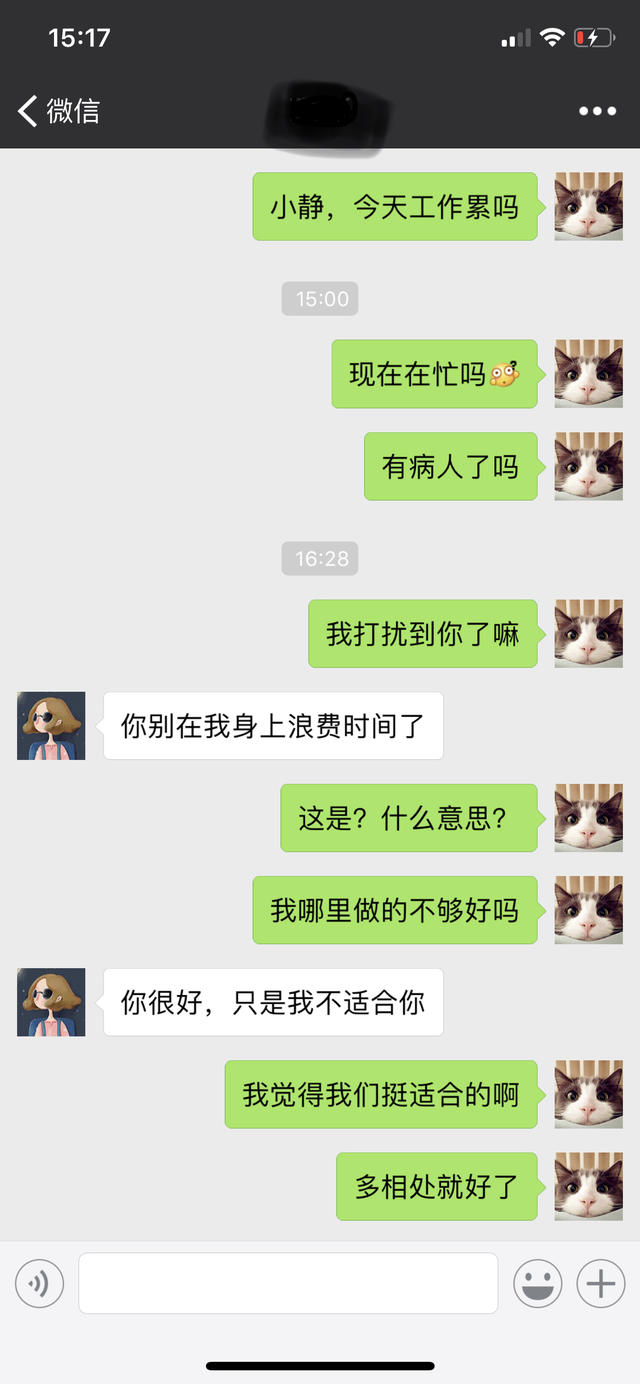 15:17
微信
小静，今天工作累吗
15:00
现在在忙吗
有病人了吗
16:28
我打扰到你了嘛
你别在我身上浪费时间了
这是？什么意思？
我哪里做的不够好吗
你很好，只是我不适合你
我觉得我们挺适合的啊
多相处就好了